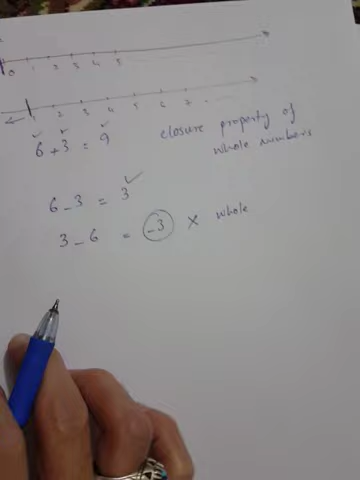 0 1 2 3 4 5
1 2 3 4 5 6 7
6 + 3 = 9
closure property of
whole numbers
6 - 3 = 3
3 - 6 = -3 × whole